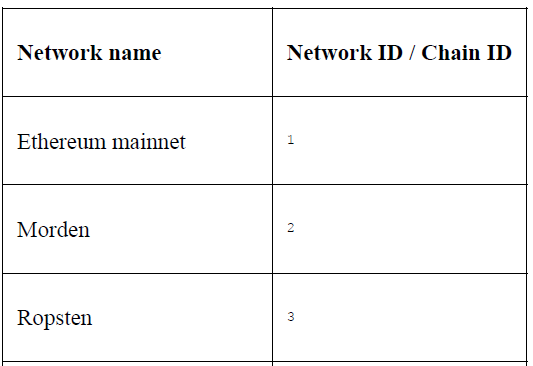 Network name Network ID / Chain ID
Ethereum mainnet 1
Morden 2
Ropsten 3